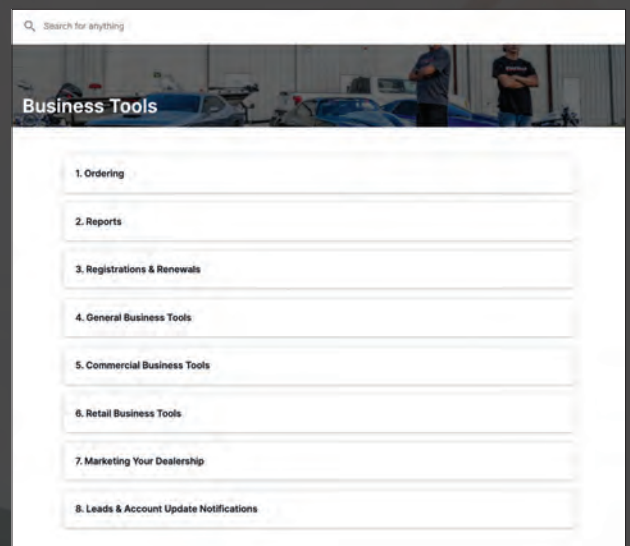 Search for anything
Business Tools
1. Ordering
2. Reports
3. Registrations & Renewals
4. General Business Tools
5. Commercial Business Tools
6. Retail Business Tools
7. Marketing Your Dealership
8. Leads & Account Update Notifications